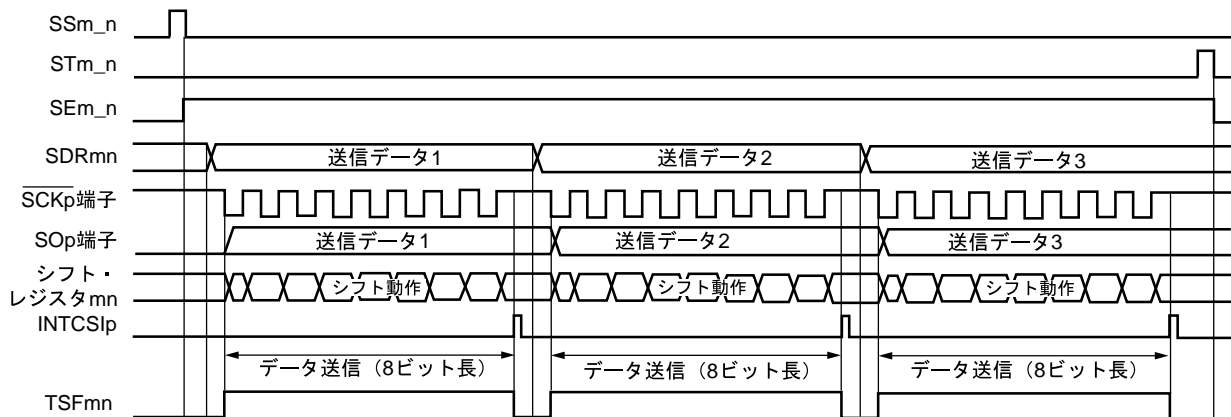 SSm_n
STm_n
SEm_n
SDRmn 送信データ1 送信データ2 送信データ3
SCKp端子
SOp端子 送信データ1 送信データ2 送信データ3
シフト・
レジスタmn シフト動作 シフト動作 シフト動作
INTCSIp
データ送信（8ビット長） データ送信（8ビット長） データ送信（8ビット長）
TSFmn